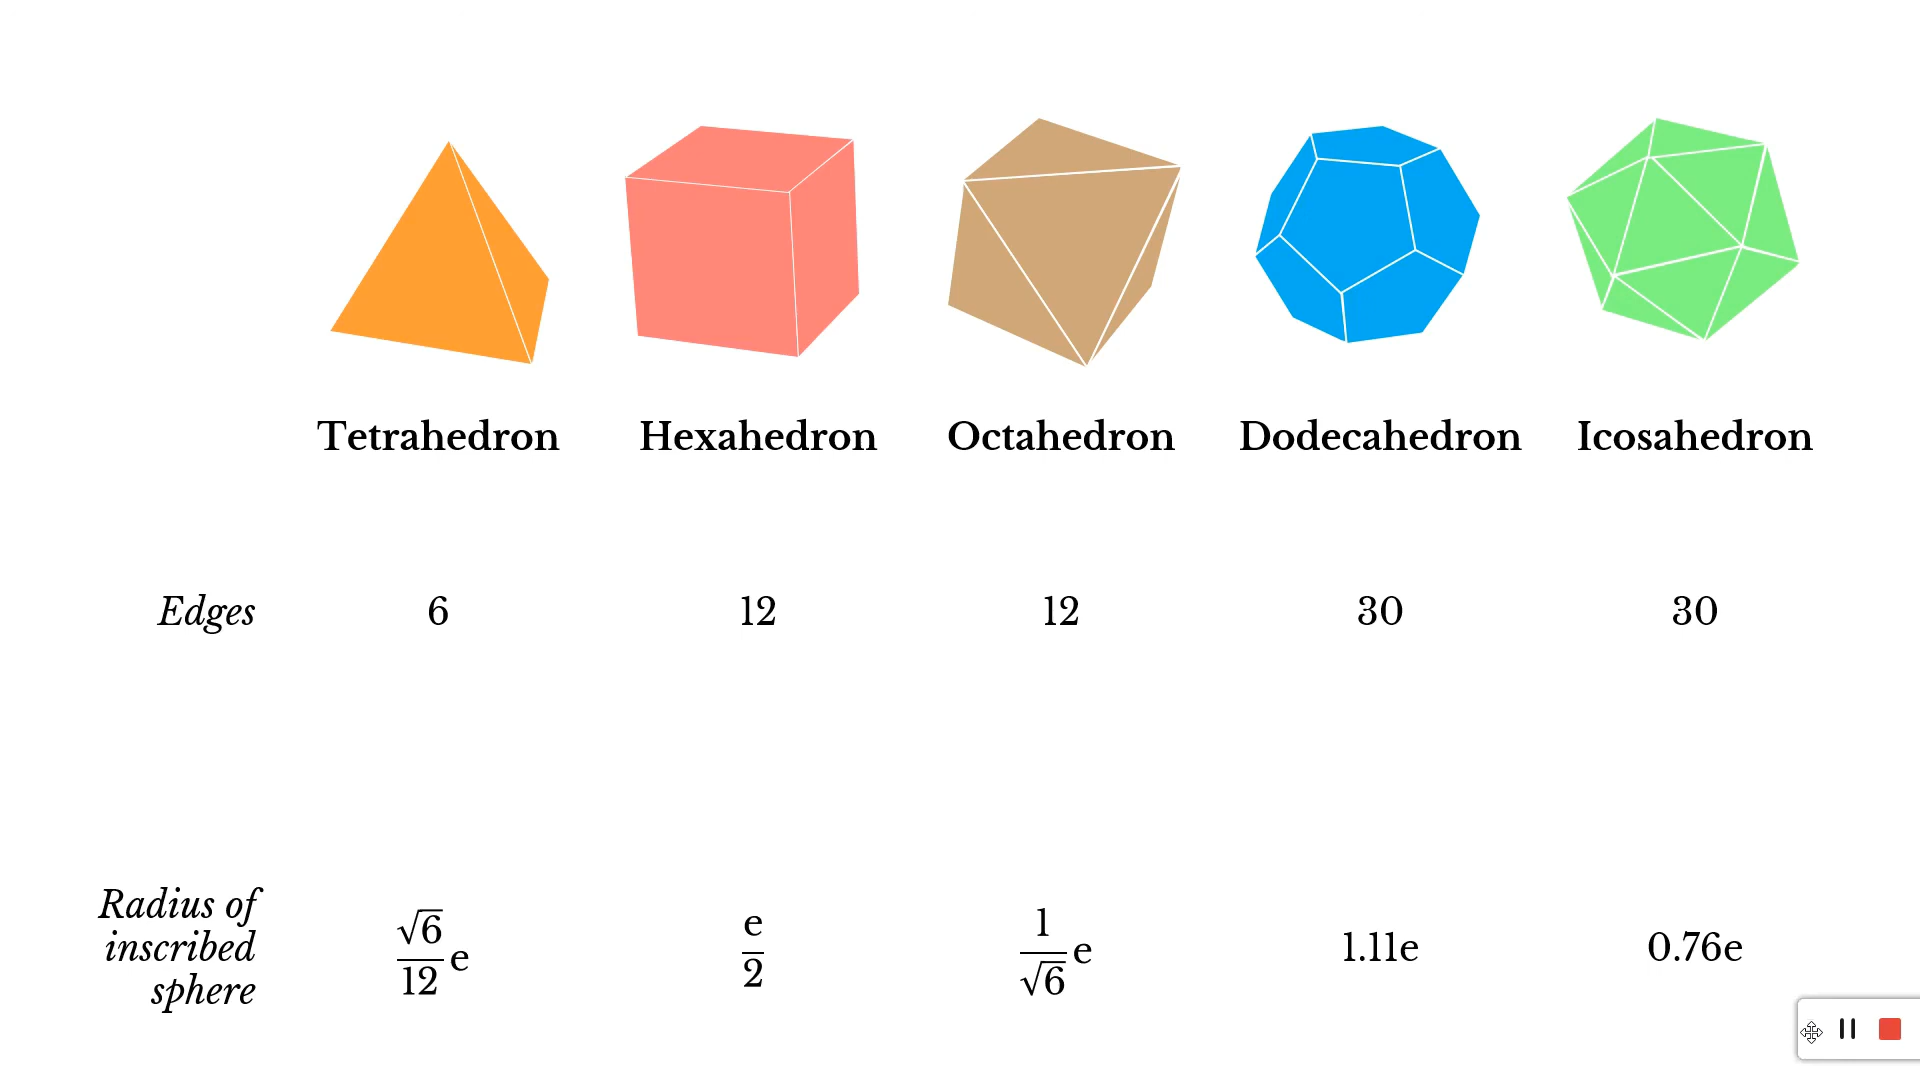 Tetrahedron Hexahedron Octahedron Dodecahedron Icosahedron
Edges 6 12 12 30 30
Radius of
inscribed
sphere
√6/12 e e/2 1/√6 e 1.11e 0.76e